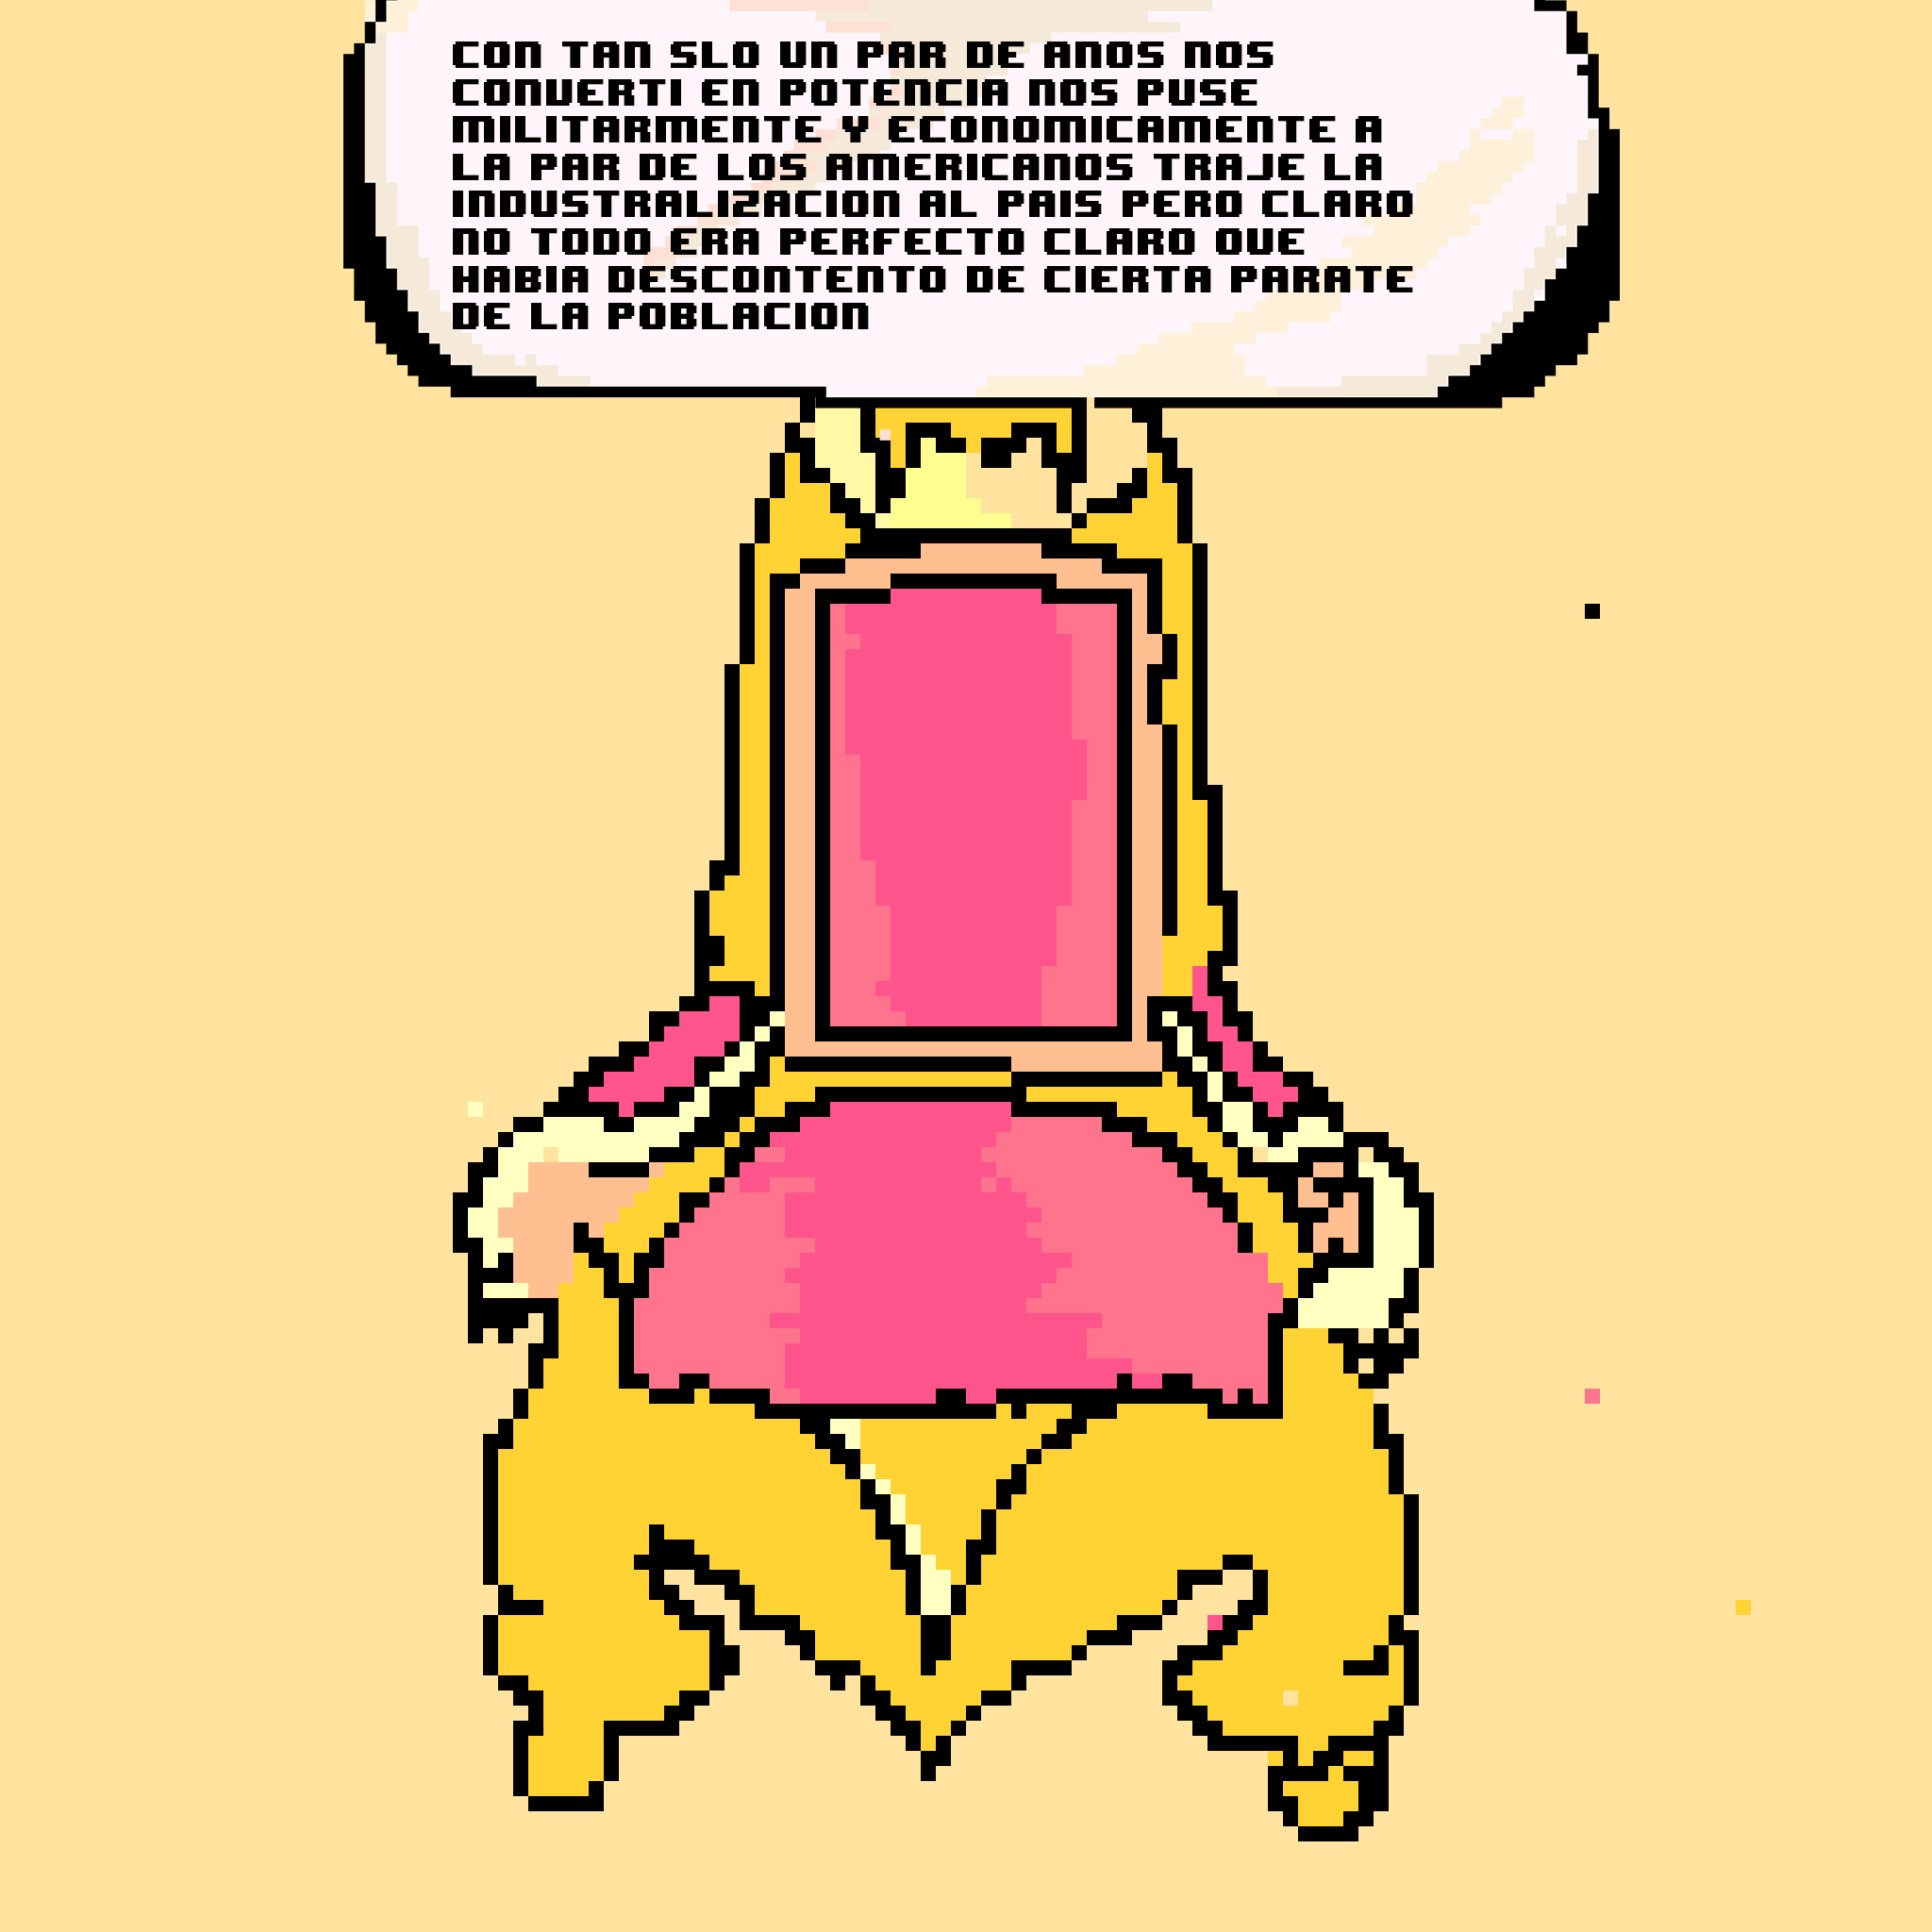 CON TAN SLO UN PAR DE ANOS NOS
CONVERTI EN POTENCIA NOS PUSE
MILITARMENTE Y ECONOMICAMENTE A
LA PAR DE LOS AMERICANOS TRAJE LA
INDUSTRALIZACION AL PAIS PERO CLARO
NO TODO ERA PERFECTO CLARO QUE
HABIA DESCONTENTO DE CIERTA PARATE
DE LA POBLACION